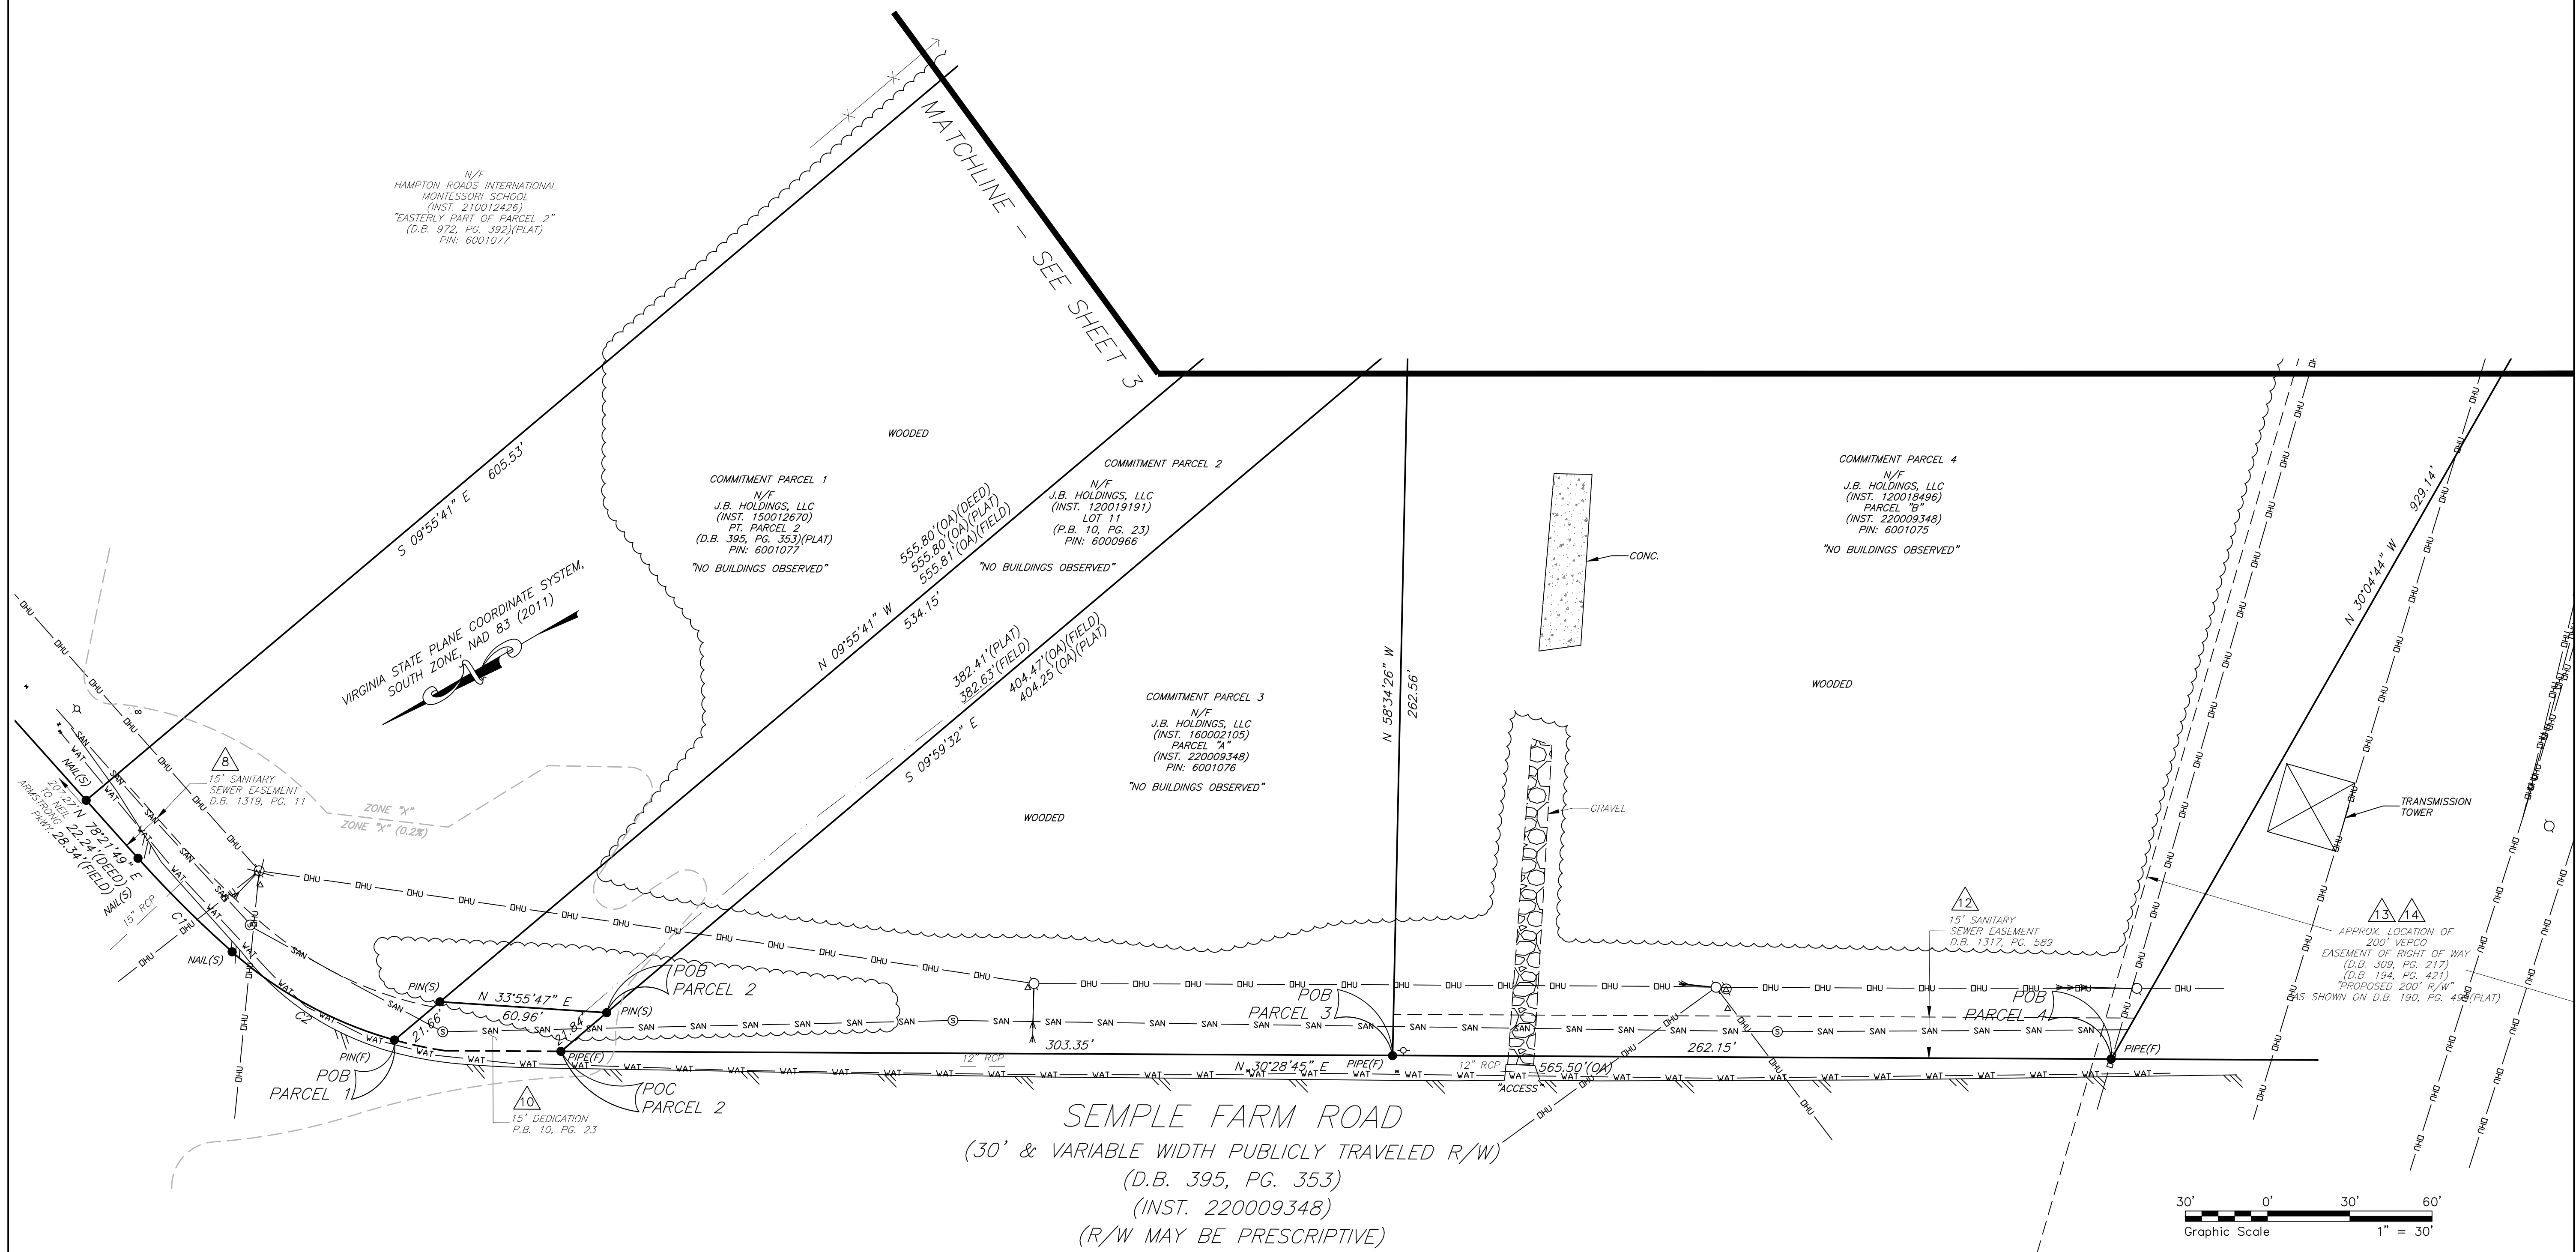 MATCHLINE - SEE SHEET 3
N/F
HAMPTON ROADS INTERNATIONAL
MONTESSORI SCHOOL
(INST. 210012426)
"EASTERLY PART OF PARCEL 2"
(D.B. 972, PG. 392)(PLAT)
PIN: 6001077
S 09°55'41" E 605.53'
WOODED
COMMITMENT PARCEL 1
N/F
J.B. HOLDINGS, LLC
(INST. 150012670)
PT. PARCEL 2
(D.B. 395, PG. 353)(PLAT)
PIN: 6001077
"NO BUILDINGS OBSERVED"
555.80'(OA)(DEED)
555.80'(OA)(PLAT)
555.81'(OA)(FIELD)
N 09°55'41" W
534.15'
COMMITMENT PARCEL 2
N/F
J.B. HOLDINGS, LLC
(INST. 120019191)
LOT 11
(P.B. 10, PG. 23)
PIN: 6000966
"NO BUILDINGS OBSERVED"
382.41'(PLAT)
382.63'(FIELD)
404.47'(OA)(FIELD)
404.25'(OA)(PLAT)
S 09°59'32" E
COMMITMENT PARCEL 3
N/F
J.B. HOLDINGS, LLC
(INST. 160002105)
PARCEL "A"
(INST. 220009348)
PIN: 6001076
"NO BUILDINGS OBSERVED"
WOODED
N 58°34'26" W
262.56'
COMMITMENT PARCEL 4
N/F
J.B. HOLDINGS, LLC
(INST. 120018496)
PARCEL "B"
(INST. 220009348)
PIN: 6001075
"NO BUILDINGS OBSERVED"
CONC.
WOODED
GRAVEL
N 30°04'44" W
929.14'
TRANSMISSION
TOWER
VIRGINIA STATE PLANE COORDINATE SYSTEM,
SOUTH ZONE, NAD 83 (2011)
8
15' SANITARY
SEWER EASEMENT
D.B. 1319, PG. 11
ZONE "X"
ZONE "X" (0.2%)
NAIL(S)
207.27'
TO NEIL
ARMSTRONG
PKWY.
N 78°21'49" E
22.24'(DEED)
28.34'(FIELD)
NAIL(S)
15" RCP
C1
NAIL(S)
C2
PIN(S)
N 33°55'47" E
60.96'
PIN(S)
POB
PARCEL 2
21.66'
21.84'
PIN(F)
POB
PARCEL 1
PIPE(F)
POC
PARCEL 2
10
15' DEDICATION
P.B. 10, PG. 23
12" RCP
303.35'
N 30°28'45" E
POB
PARCEL 3
PIPE(F)
12" RCP
565.50'(OA)
"ACCESS"
262.15'
12
15' SANITARY
SEWER EASEMENT
D.B. 1317, PG. 589
POB
PARCEL 4
PIPE(F)
13 14
APPROX. LOCATION OF
200' VEPCO
EASEMENT OF RIGHT OF WAY
(D.B. 309, PG. 217)
(D.B. 194, PG. 421)
"PROPOSED 200' R/W"
SEMPLE FARM ROAD
(30' & VARIABLE WIDTH PUBLICLY TRAVELED R/W)
(D.B. 395, PG. 353)
(INST. 220009348)
(R/W MAY BE PRESCRIPTIVE)
30' 0' 30' 60'
Graphic Scale 1" = 30'